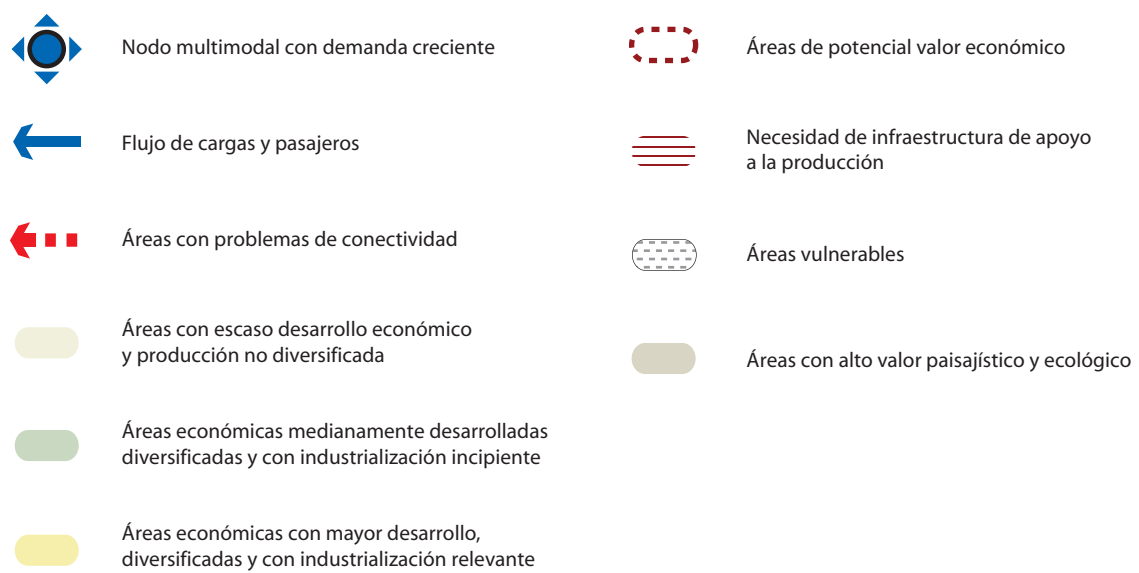 Nodo multimodal con demanda creciente
Flujo de cargas y pasajeros
Áreas con problemas de conectividad
Áreas con escaso desarrollo económico
y producción no diversificada
Áreas económicas medianamente desarrolladas
diversificadas y con industrialización incipiente
Áreas económicas con mayor desarrollo,
diversificadas y con industrialización relevante
Áreas de potencial valor económico
Necesidad de infraestructura de apoyo
a la producción
Áreas vulnerables
Áreas con alto valor paisajístico y ecológico